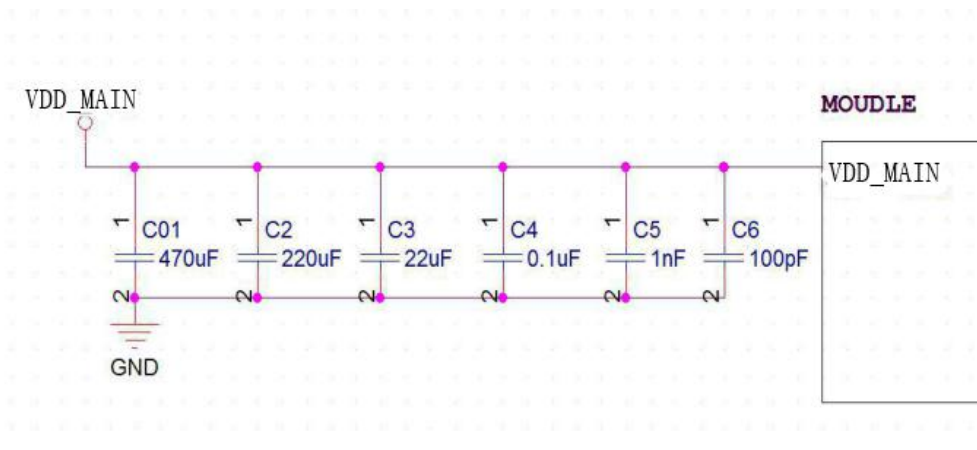 VDD_MAIN
MOUDLE
VDD_MAIN
1 C01 470uF 2
1 C2 220uF 2
1 C3 22uF 2
1 C4 0.1uF 2
1 C5 1nF 2
1 C6 100pF 2
GND